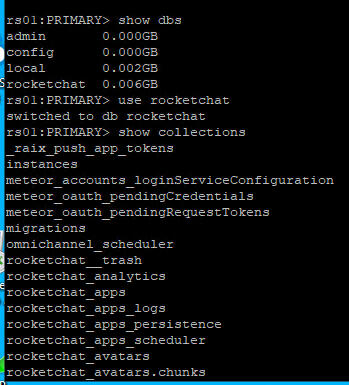 rs01:PRIMARY> show dbs
admin       0.000GB
config      0.000GB
local       0.002GB
rocketchat  0.006GB
rs01:PRIMARY> use rocketchat
switched to db rocketchat
rs01:PRIMARY> show collections
_raix_push_app_tokens
instances
meteor_accounts_loginServiceConfiguration
meteor_oauth_pendingCredentials
meteor_oauth_pendingRequestTokens
migrations
omnichannel_scheduler
rocketchat__trash
rocketchat_analytics
rocketchat_apps
rocketchat_apps_logs
rocketchat_apps_persistence
rocketchat_apps_scheduler
rocketchat_avatars
rocketchat_avatars.chunks